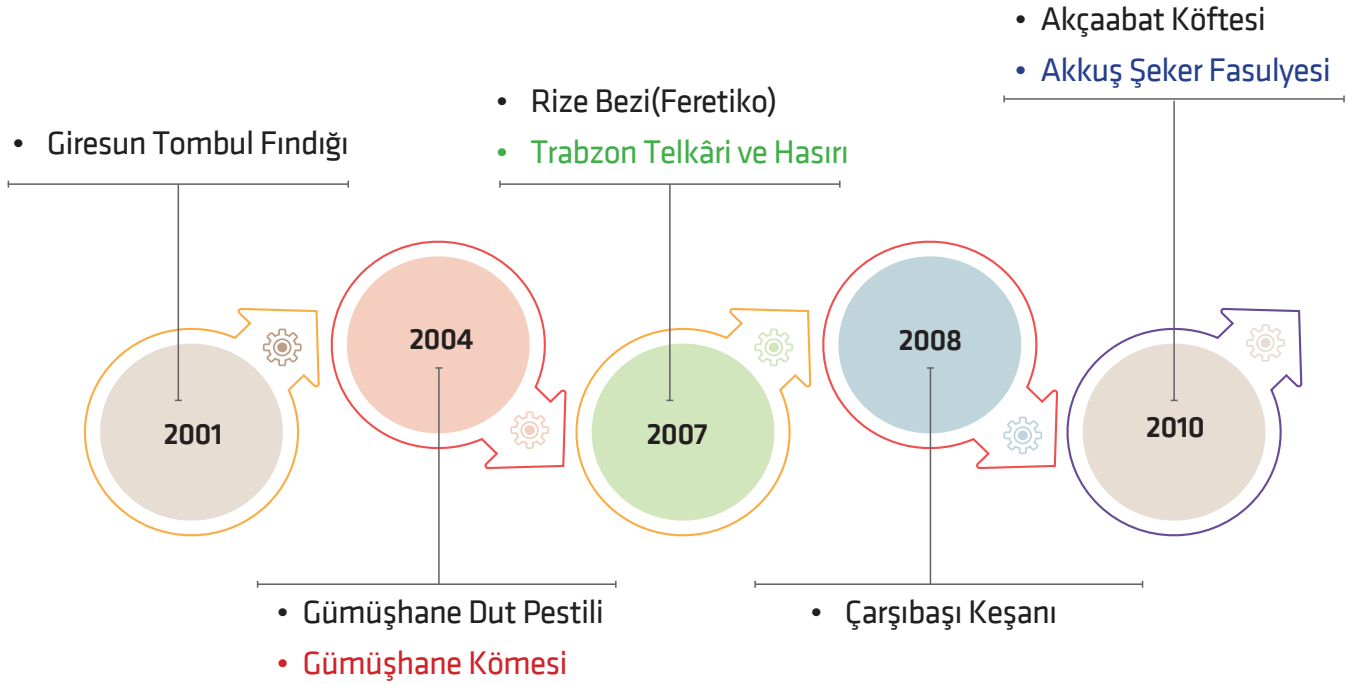 • Giresun Tombul Fındığı
2001
2004
• Gümüşhane Dut Pestili
• Gümüşhane Kömesi
• Rize Bezi(Feretiko)
• Trabzon Telkâri ve Hasırı
2007
2008
• Çarşıbaşı Keşanı
• Akçaabat Köftesi
• Akkuş Şeker Fasulyesi
2010